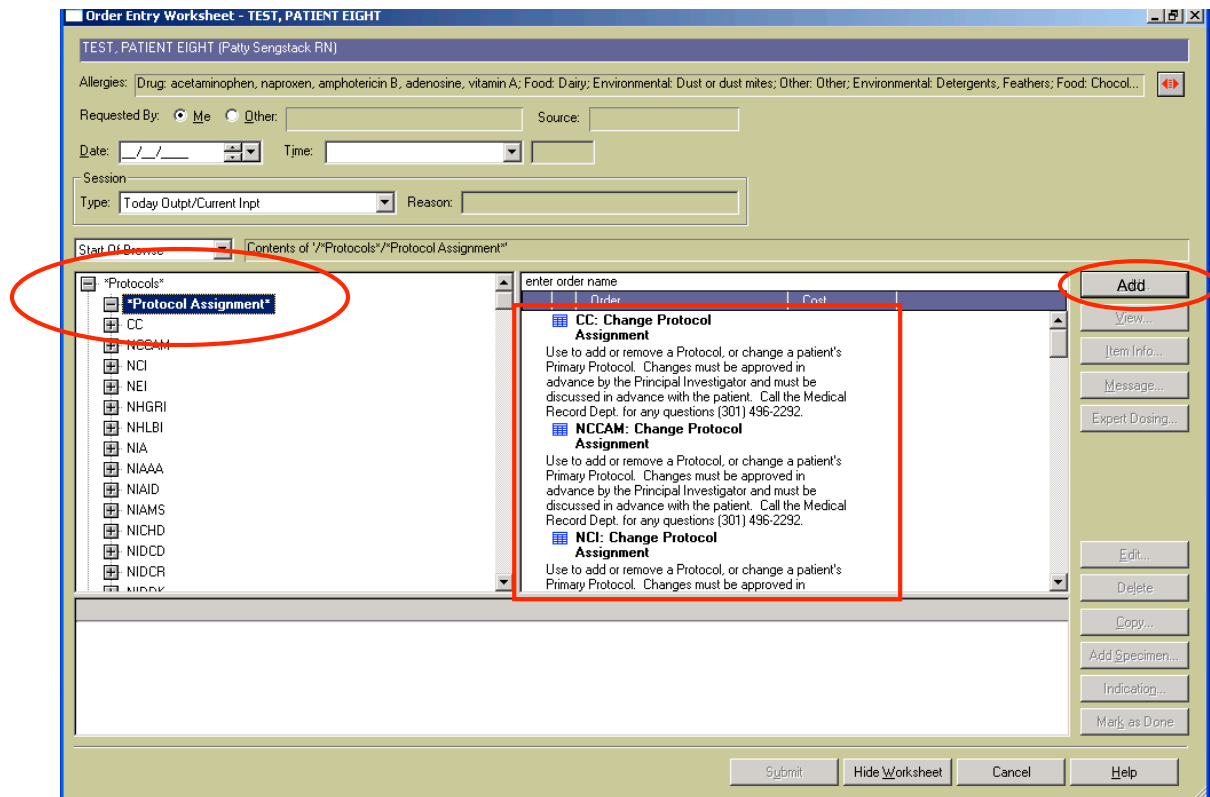 Order Entry Worksheet - TEST, PATIENT EIGHT
TEST, PATIENT EIGHT (Patty Sengstack RN)
Allergies: Drug: acetaminophen, naproxen, amphotericin B, adenosine, vitamin A; Food: Dairy; Environmental: Dust or dust mites; Other: Other; Environmental: Detergents, Feathers; Food: Chocol...
Requested By: Me Other: Source:
Date: __/__/____ Time:
Session
Type: Today Outpt/Current Inpt Reason:
Start Of Browse Contents of '/*Protocols*/*Protocol Assignment*'
*Protocols*
*Protocol Assignment*
CC
NCCAM
NCI
NEI
NHGRI
NHLBI
NIA
NIAAA
NIAID
NIAMS
NICHD
NIDCD
NIDCR
NIDDK
enter order name
Order Cost
CC: Change Protocol
Assignment
Use to add or remove a Protocol, or change a patient's
Primary Protocol. Changes must be approved in
advance by the Principal Investigator and must be
discussed in advance with the patient. Call the Medical
Record Dept. for any questions (301) 496-2292.
NCCAM: Change Protocol
Assignment
Use to add or remove a Protocol, or change a patient's
Primary Protocol. Changes must be approved in
advance by the Principal Investigator and must be
discussed in advance with the patient. Call the Medical
Record Dept. for any questions (301) 496-2292.
NCI: Change Protocol
Assignment
Use to add or remove a Protocol, or change a patient's
Primary Protocol. Changes must be approved in
Add
View...
Item Info...
Message...
Expert Dosing...
Edit...
Delete
Copy...
Add Specimen...
Indication...
Mark as Done
Submit Hide Worksheet Cancel Help